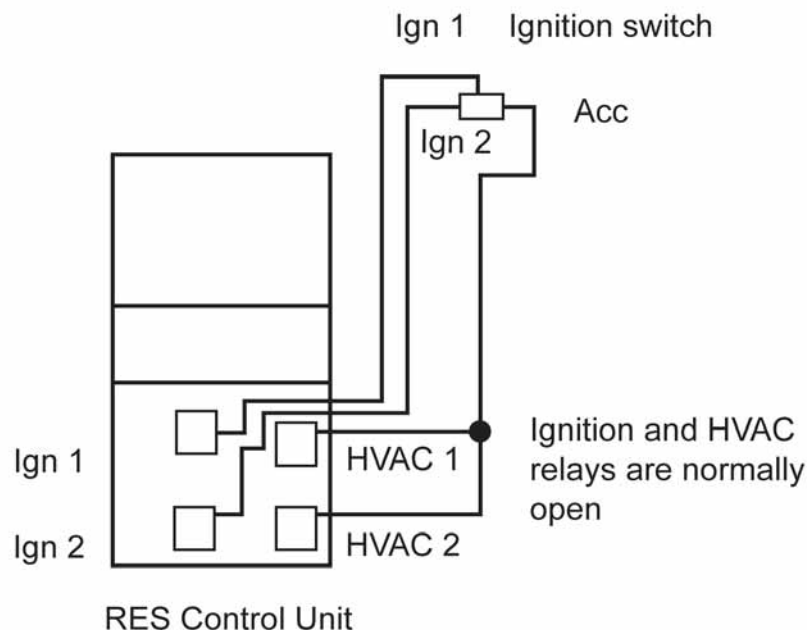 Ign 1
Ignition switch
Acc
Ign 2
Ign 1
HVAC 1
Ignition and HVAC
relays are normally
open
Ign 2
HVAC 2
RES Control Unit